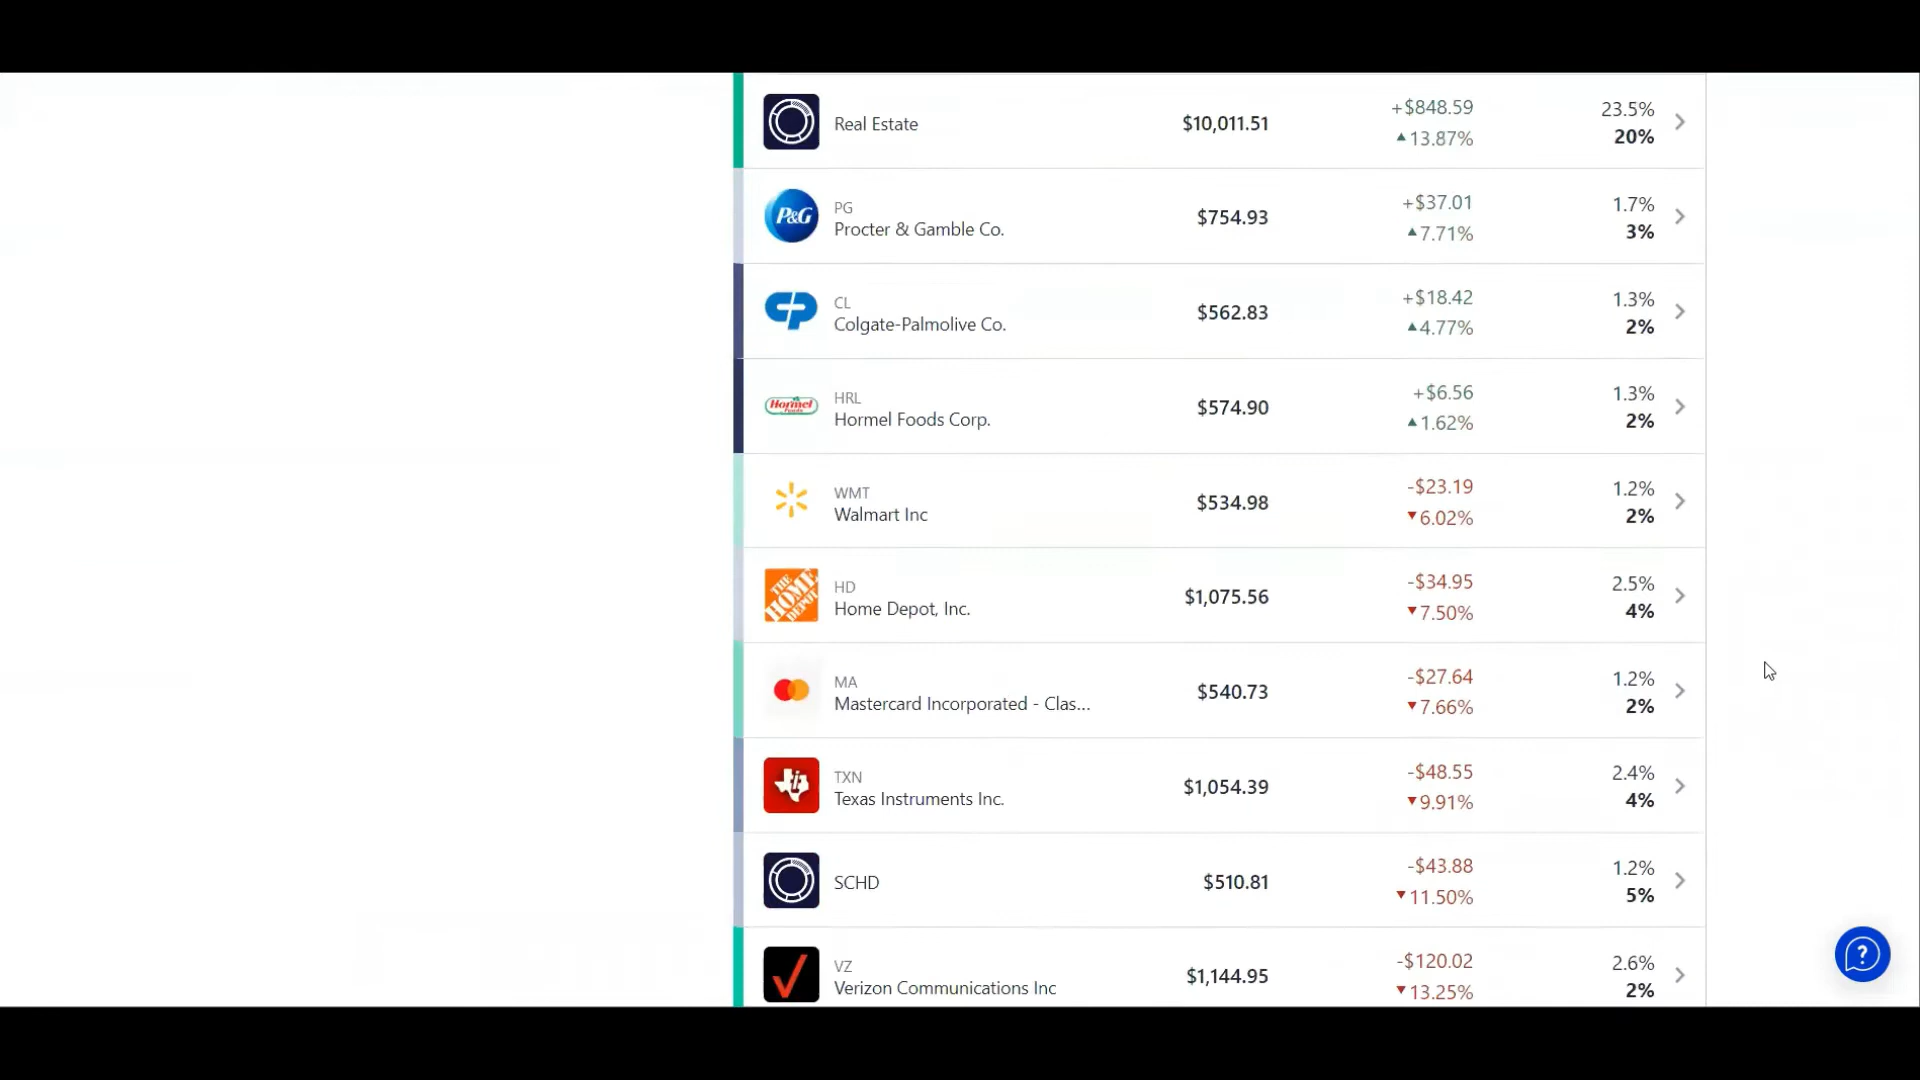 Real Estate
$10,011.51
+$848.59
▲13.87%
23.5%
20%
P&G
PG
Procter & Gamble Co.
$754.93
+$37.01
▲7.71%
1.7%
3%
CL
Colgate-Palmolive Co.
$562.83
+$18.42
▲4.77%
1.3%
2%
Hormel
Foods
HRL
Hormel Foods Corp.
$574.90
+$6.56
▲1.62%
1.3%
2%
WMT
Walmart Inc
$534.98
-$23.19
▼6.02%
1.2%
2%
THE
HOME
DEPOT
HD
Home Depot, Inc.
$1,075.56
-$34.95
▼7.50%
2.5%
4%
MA
Mastercard Incorporated - Clas...
$540.73
-$27.64
▼7.66%
1.2%
2%
TXN
Texas Instruments Inc.
$1,054.39
-$48.55
▼9.91%
2.4%
4%
SCHD
$510.81
-$43.88
▼11.50%
1.2%
5%
VZ
Verizon Communications Inc
$1,144.95
-$120.02
▼13.25%
2.6%
2%
?